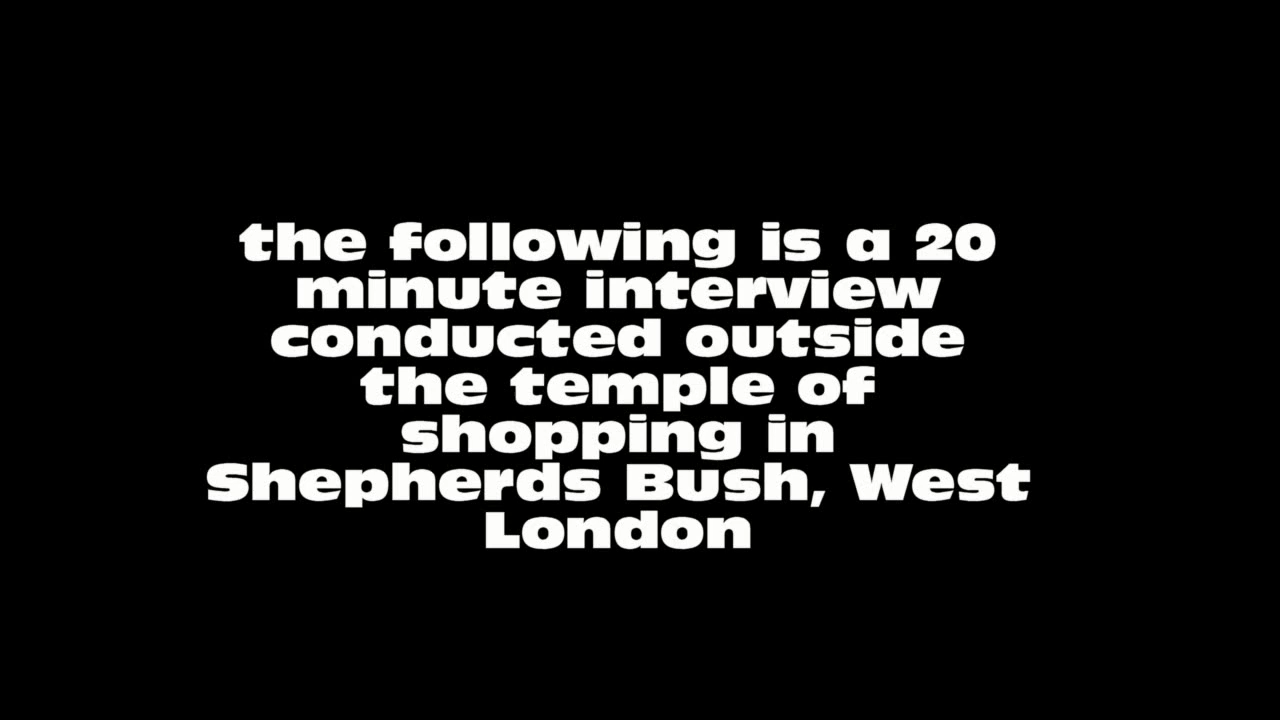 the following is a 20
minute interview
conducted outside
the temple of
shopping in
Shepherds Bush, West
London